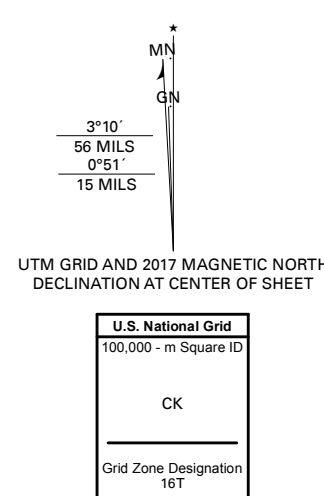 ★
MN
GN
3°10´
56 MILS
0°51´
15 MILS
UTM GRID AND 2017 MAGNETIC NORTH
DECLINATION AT CENTER OF SHEET
U.S. National Grid
100,000 - m Square ID
CK
Grid Zone Designation
16T